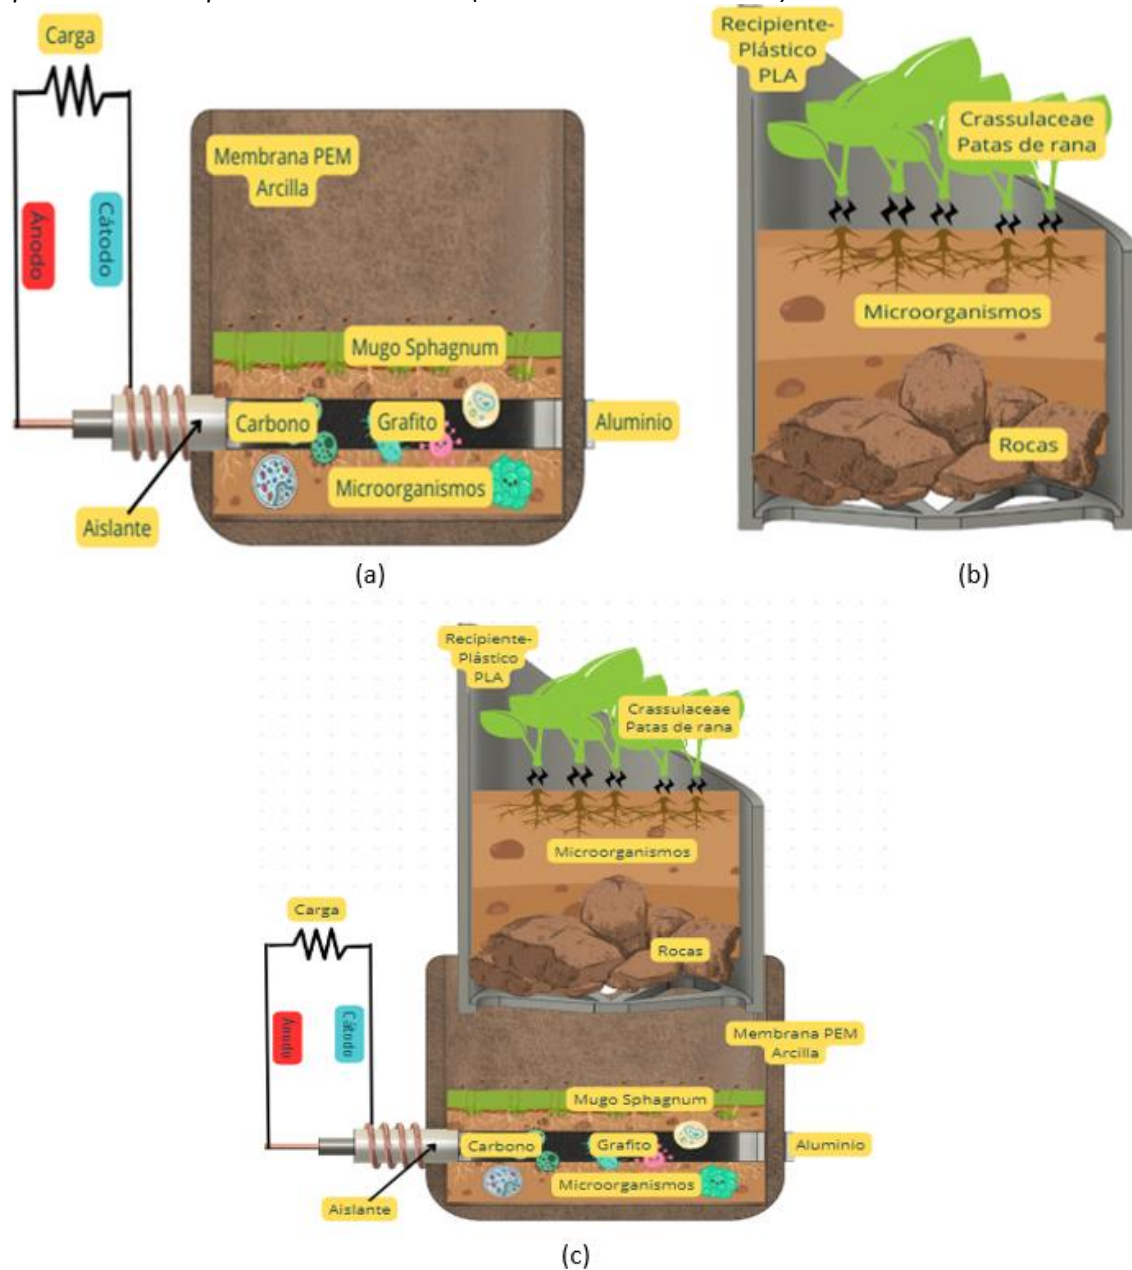 Carga
Membrana PEM
Arcilla
Ánodo
Cátodo
Mugo Sphagnum
Carbono
Grafito
Aluminio
Microorganismos
Aislante
(a)
Recipiente-
Plástico
PLA
Crassulaceae
Patas de rana
Microorganismos
Rocas
(b)
Recipiente-
Plástico
PLA
Crassulaceae
Patas de rana
Microorganismos
Carga
Rocas
Ánodo
Cátodo
Membrana PEM
Arcilla
Mugo Sphagnum
Carbono
Grafito
Aluminio
Microorganismos
Aislante
(c)